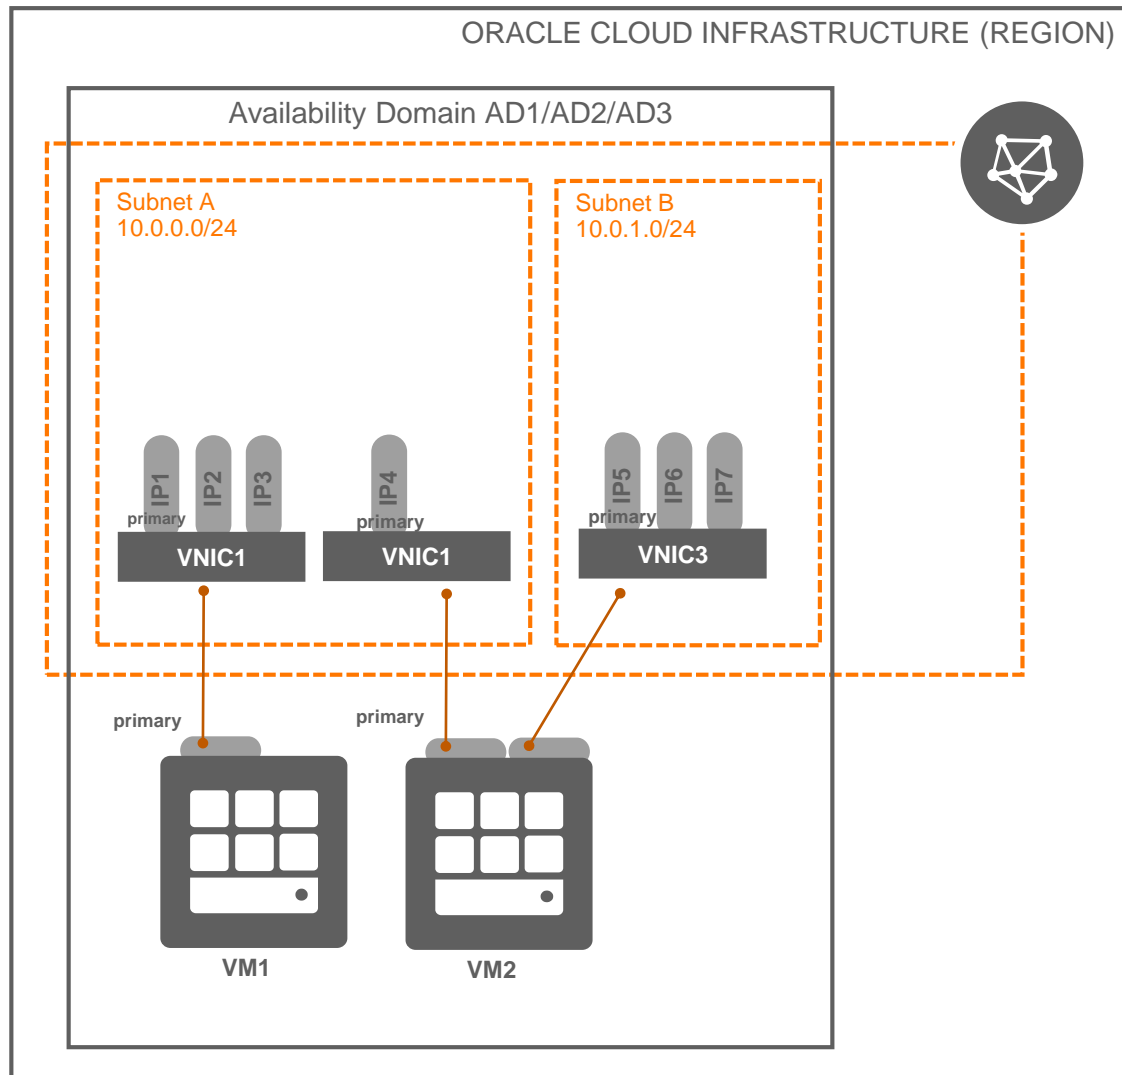 ORACLE CLOUD INFRASTRUCTURE (REGION)
Availability Domain AD1/AD2/AD3
Subnet A
10.0.0.0/24
Subnet B
10.0.1.0/24
IP1
IP2
IP3
IP4
IP5
IP6
IP7
primary
primary
primary
VNIC1
VNIC1
VNIC3
primary
primary
VM1
VM2